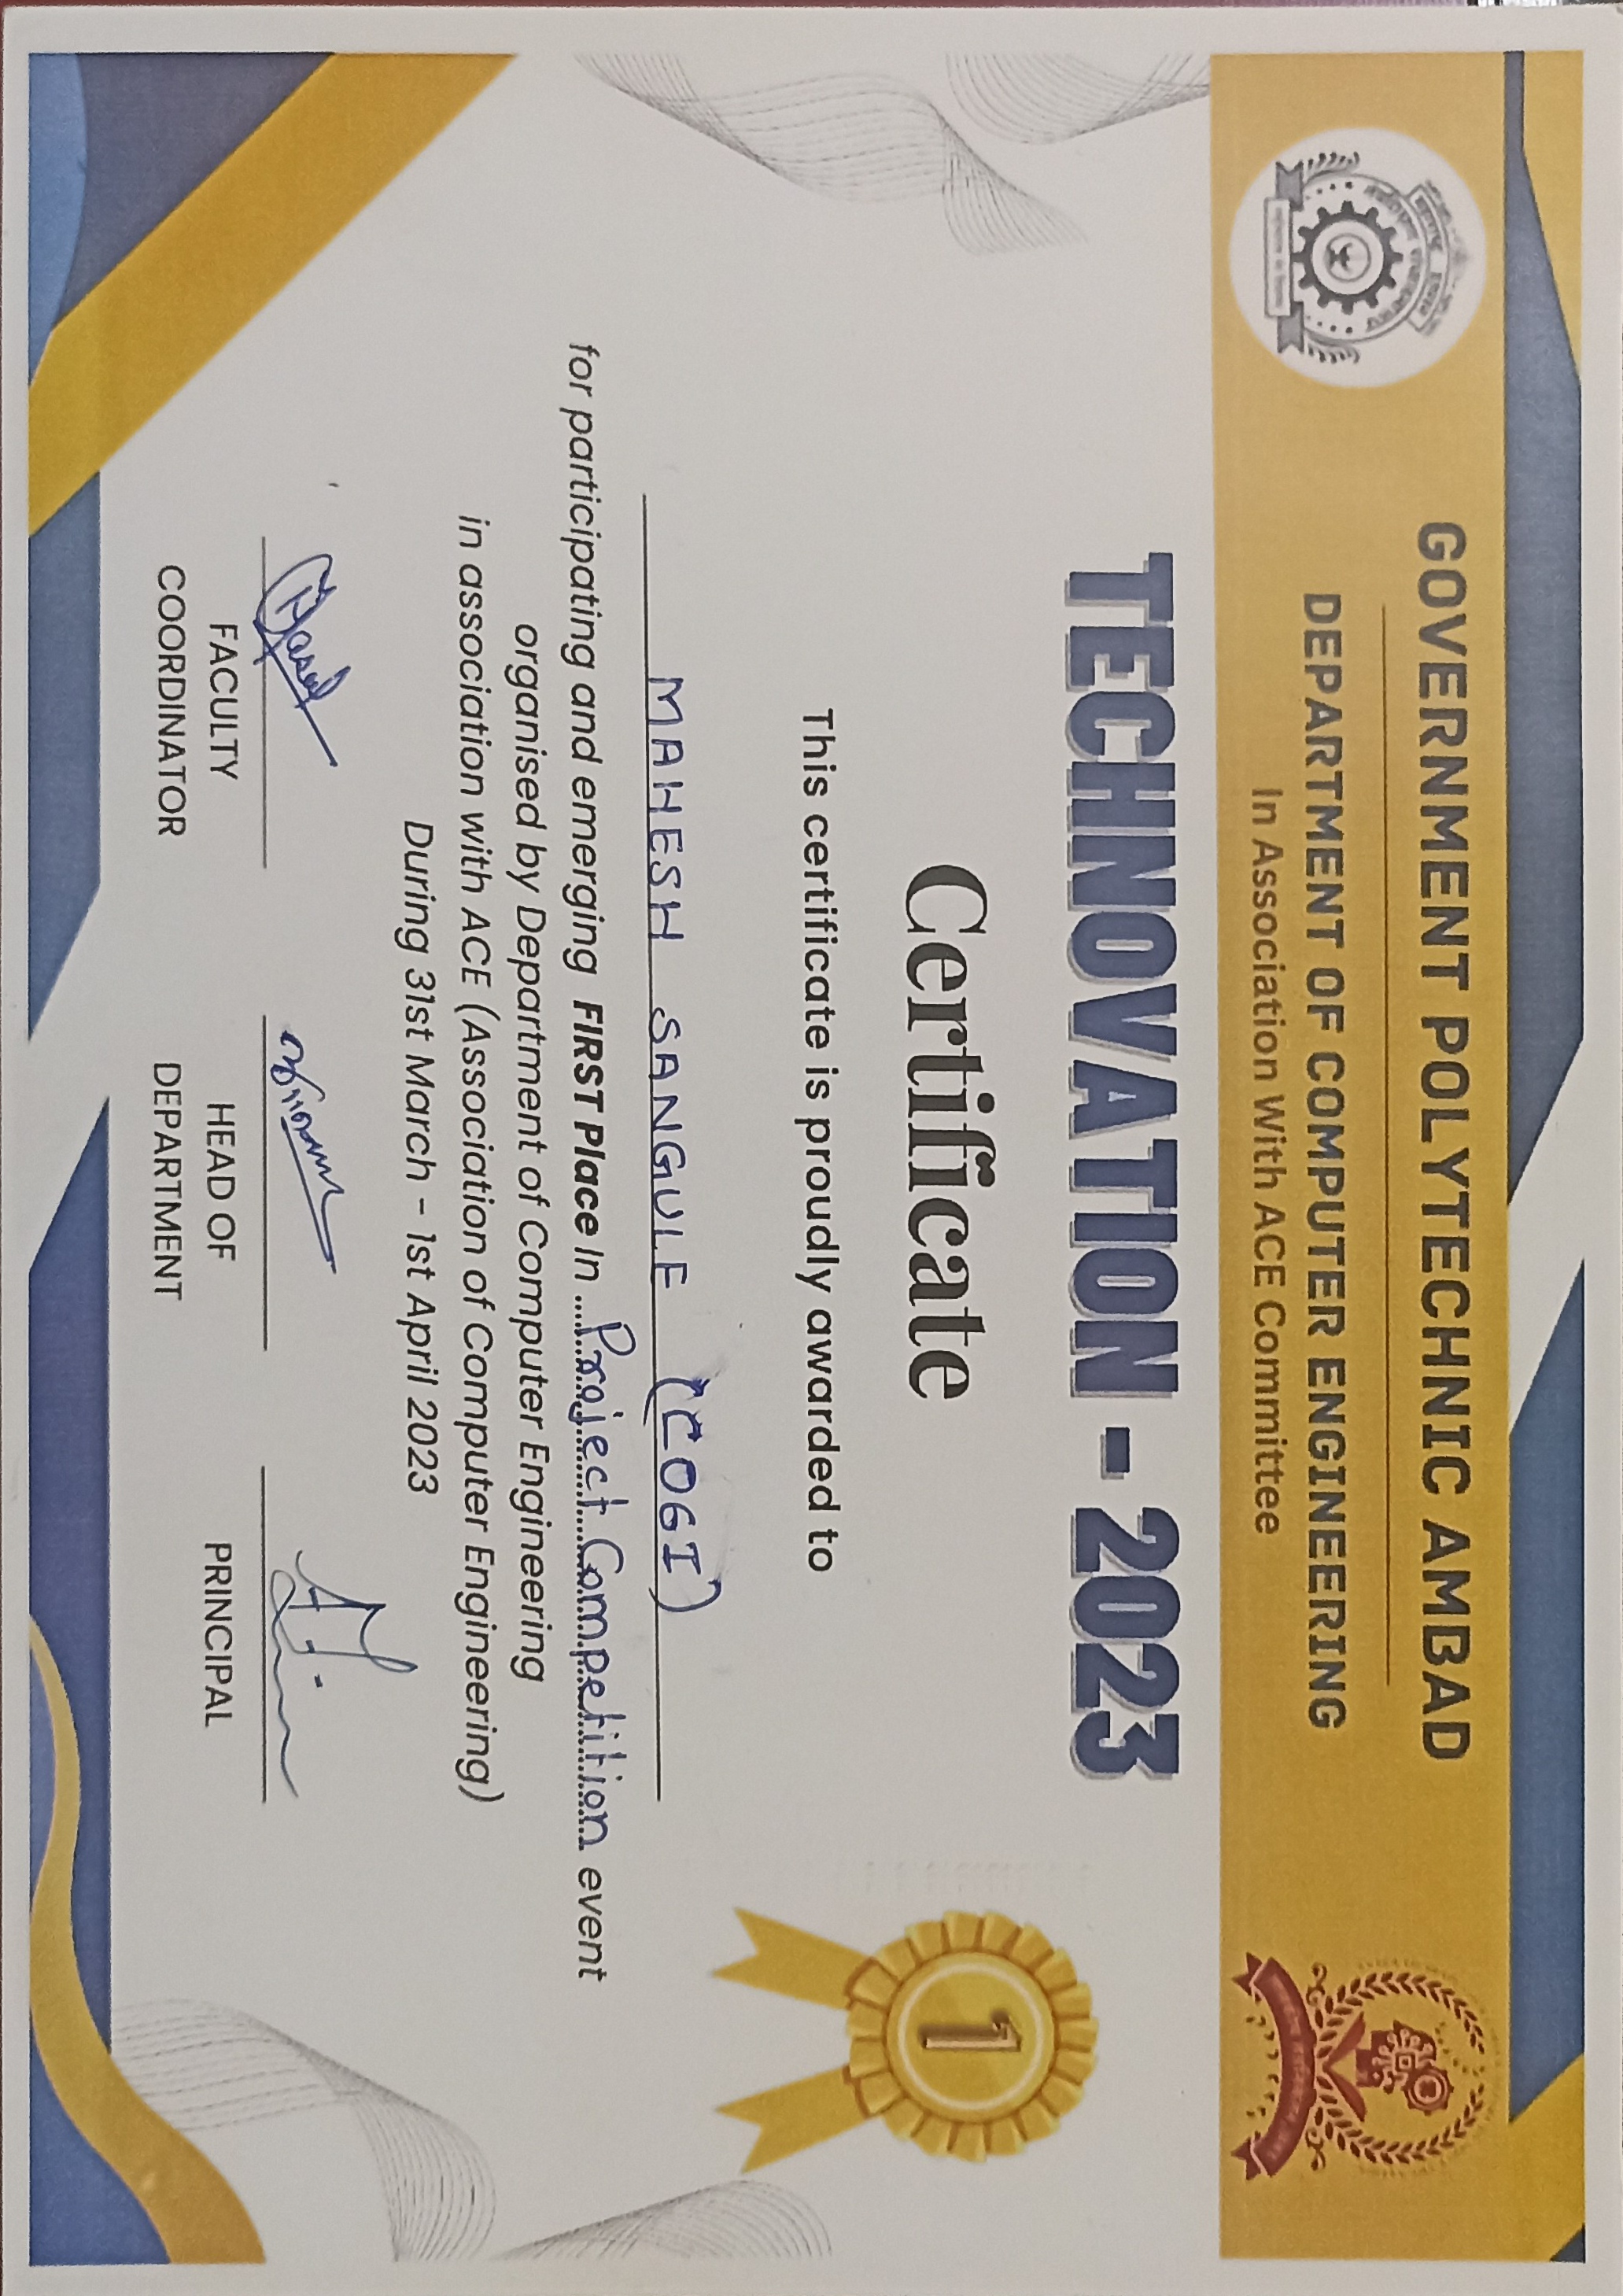 GOVERNMENT POLYTECHNIC AMBAD
DEPARTMENT OF COMPUTER ENGINEERING
In Association With ACE Committee
TECHNOVATION - 2023
Certificate
1
This certificate is proudly awarded to
MAHESH SANGULE (CO6I)
for participating and emerging FIRST Place In Project Competition event
organised by Department of Computer Engineering
in association with ACE (Association of Computer Engineering)
During 31st March - 1st April 2023
FACULTY COORDINATOR
HEAD OF DEPARTMENT
PRINCIPAL